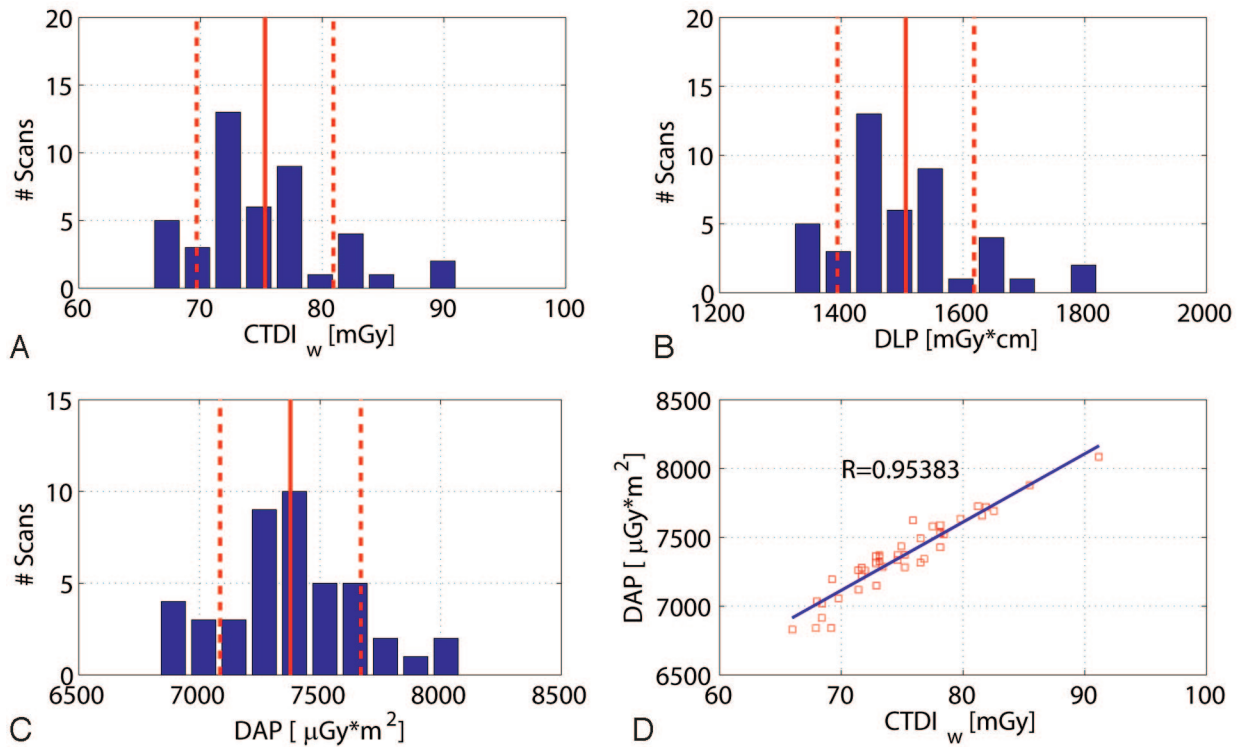 20
15
10
5
0
# Scans
60 70 80 90 100
CTDI w [mGy]
A
20
15
10
5
0
# Scans
1200 1400 1600 1800 2000
DLP [mGy*cm]
B
15
10
5
0
# Scans
6500 7000 7500 8000 8500
DAP [ μGy*m 2 ]
C
8500
8000
7500
7000
6500
DAP [ μGy*m 2 ]
R=0.95383
60 70 80 90 100
CTDI w [mGy]
D